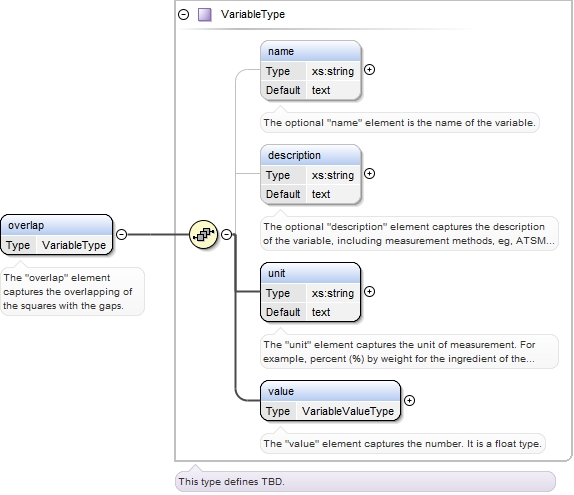 VariableType
name
Type xs:string
Default text
The optional "name" element is the name of the variable.
description
Type xs:string
Default text
The optional "description" element captures the description
of the variable, including measurement methods, eg, ATSM...
overlap
Type VariableType
The "overlap" element
captures the overlapping of
the squares with the gaps.
unit
Type xs:string
Default text
The "unit" element captures the unit of measurement. For
example, percent (%) by weight for the ingredient of the...
value
Type VariableValueType
The "value" element captures the number. It is a float type.
This type defines TBD.